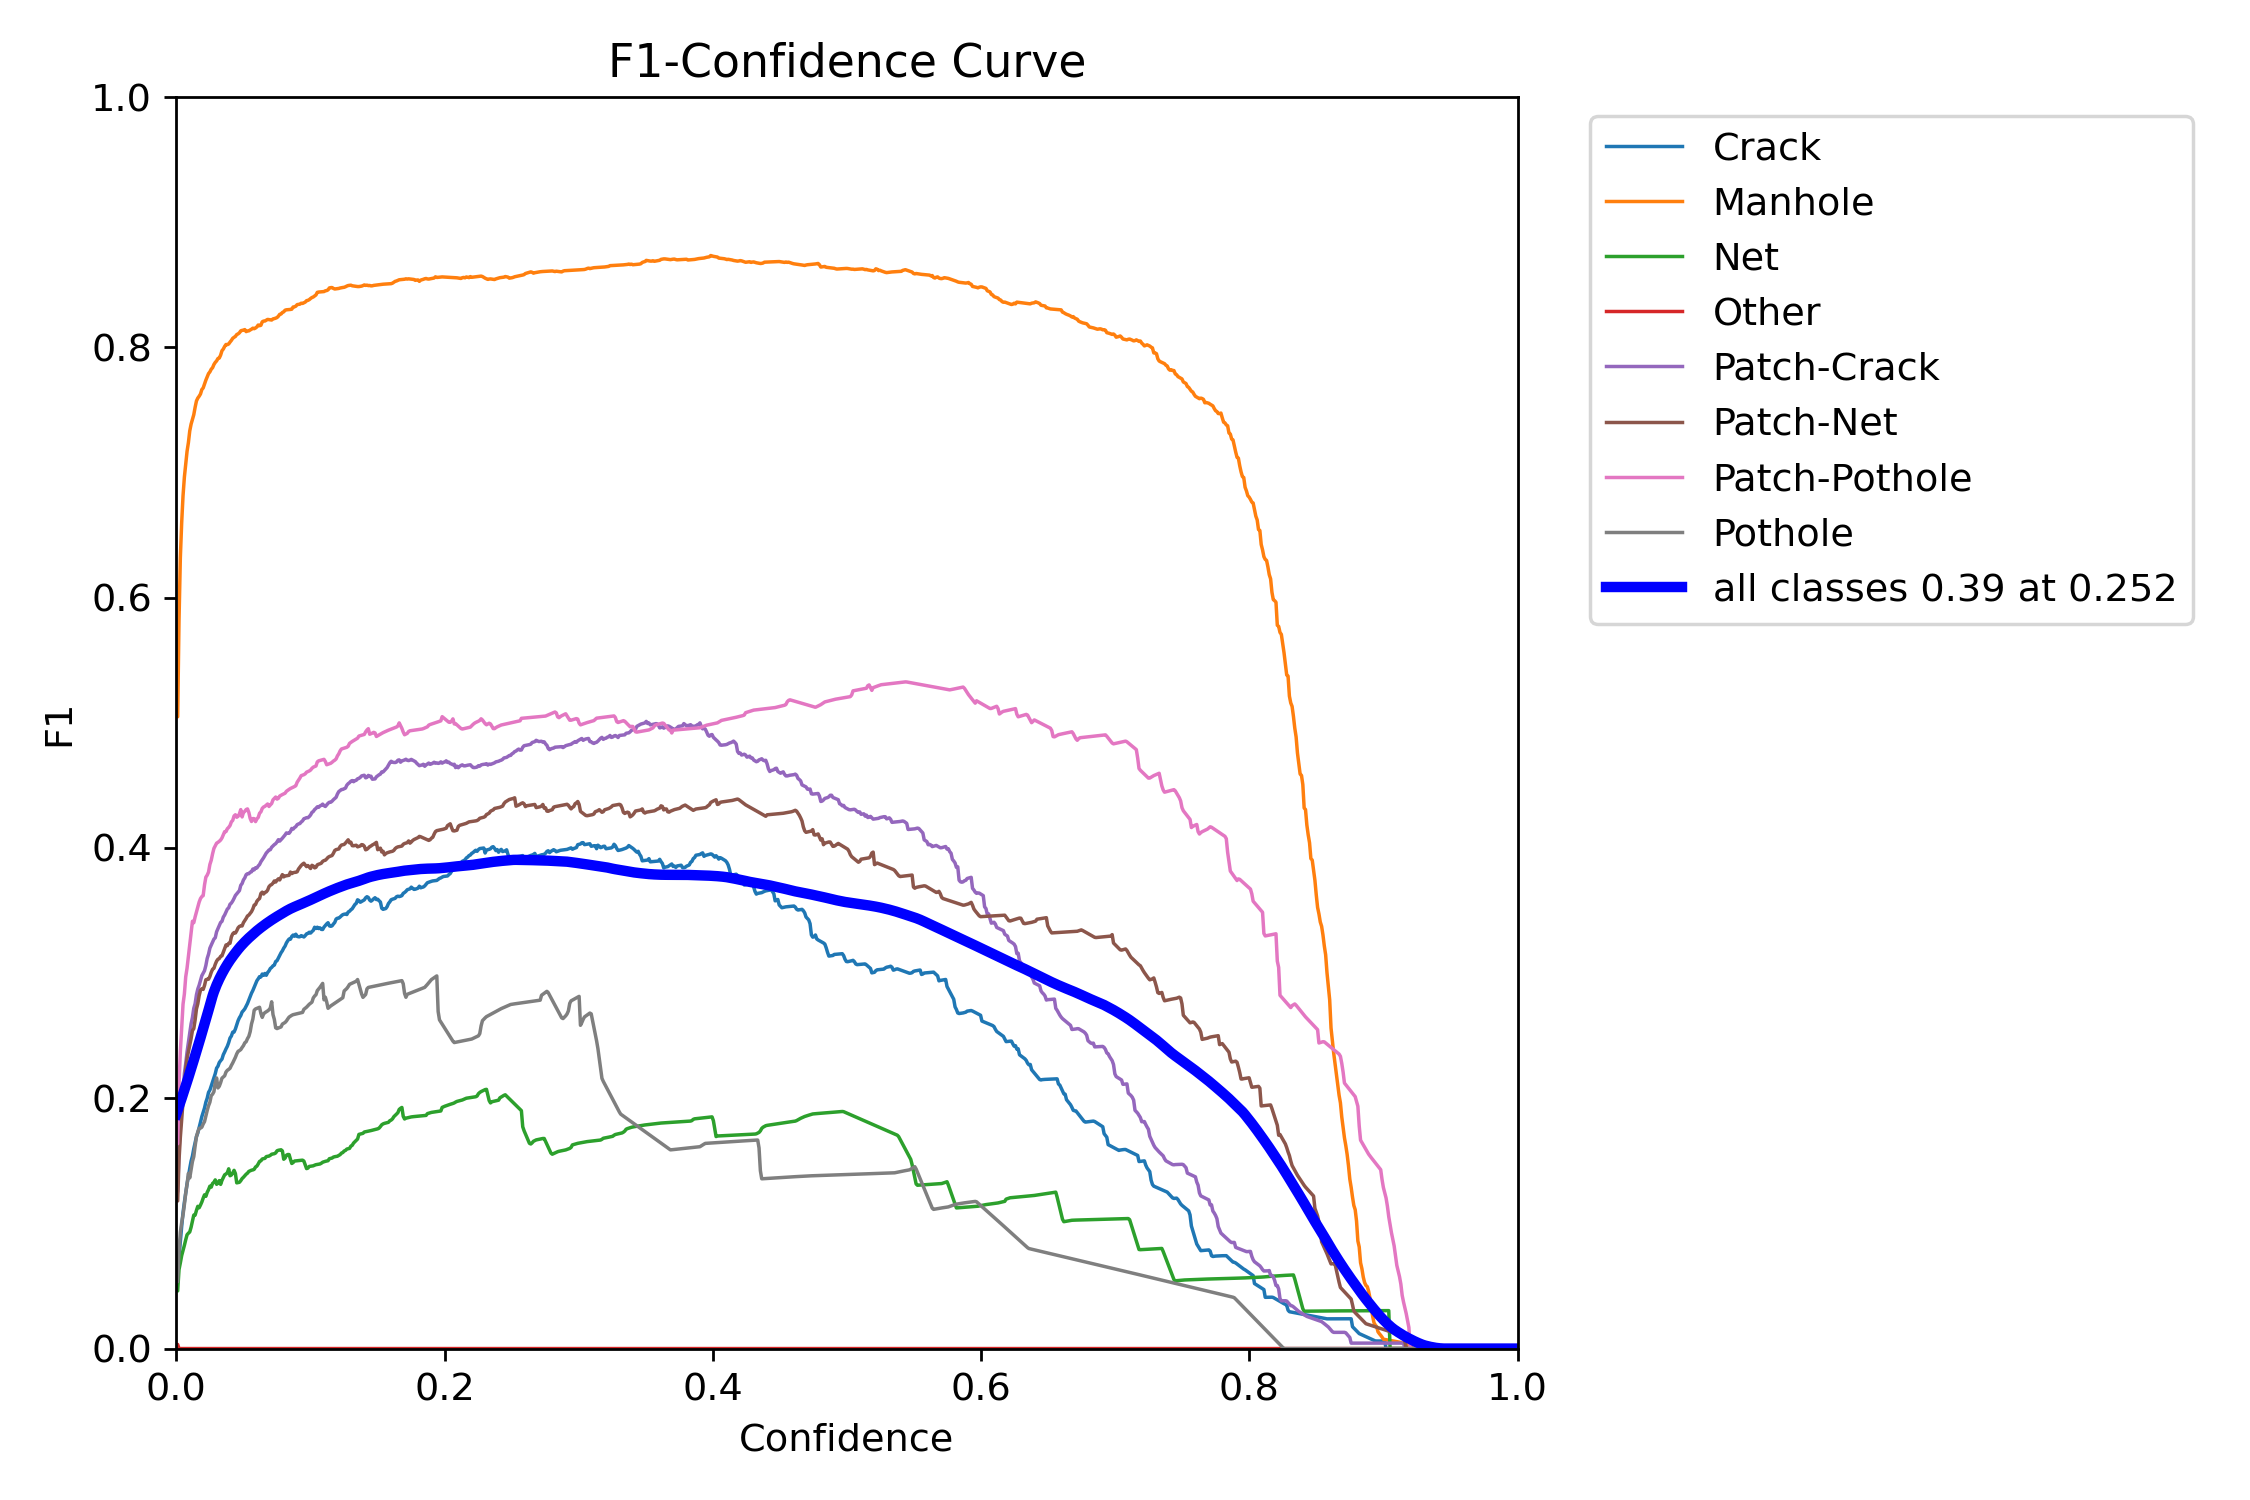 F1-Confidence Curve
1.0
0.8
0.6
0.4
0.2
0.0
F1
0.0 0.2 0.4 0.6 0.8 1.0
Confidence
Crack
Manhole
Net
Other
Patch-Crack
Patch-Net
Patch-Pothole
Pothole
all classes 0.39 at 0.252